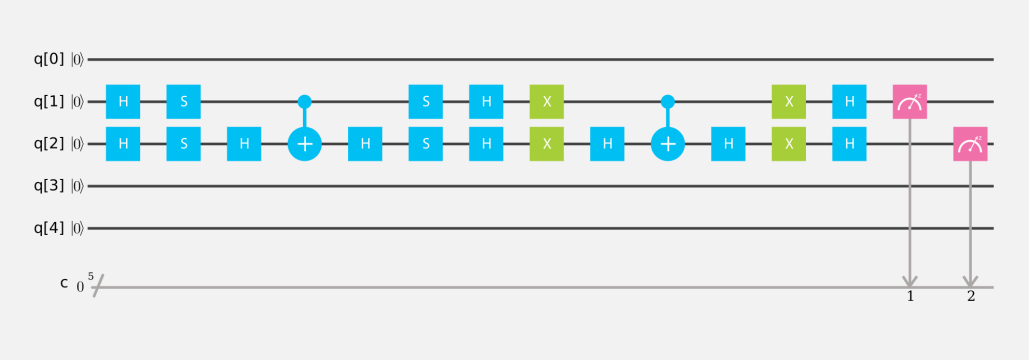 q[0] |0⟩
q[1] |0⟩ H S S H X X H
q[2] |0⟩ H S H + H S H X H + H X H
q[3] |0⟩
q[4] |0⟩
c 0 5
1 2